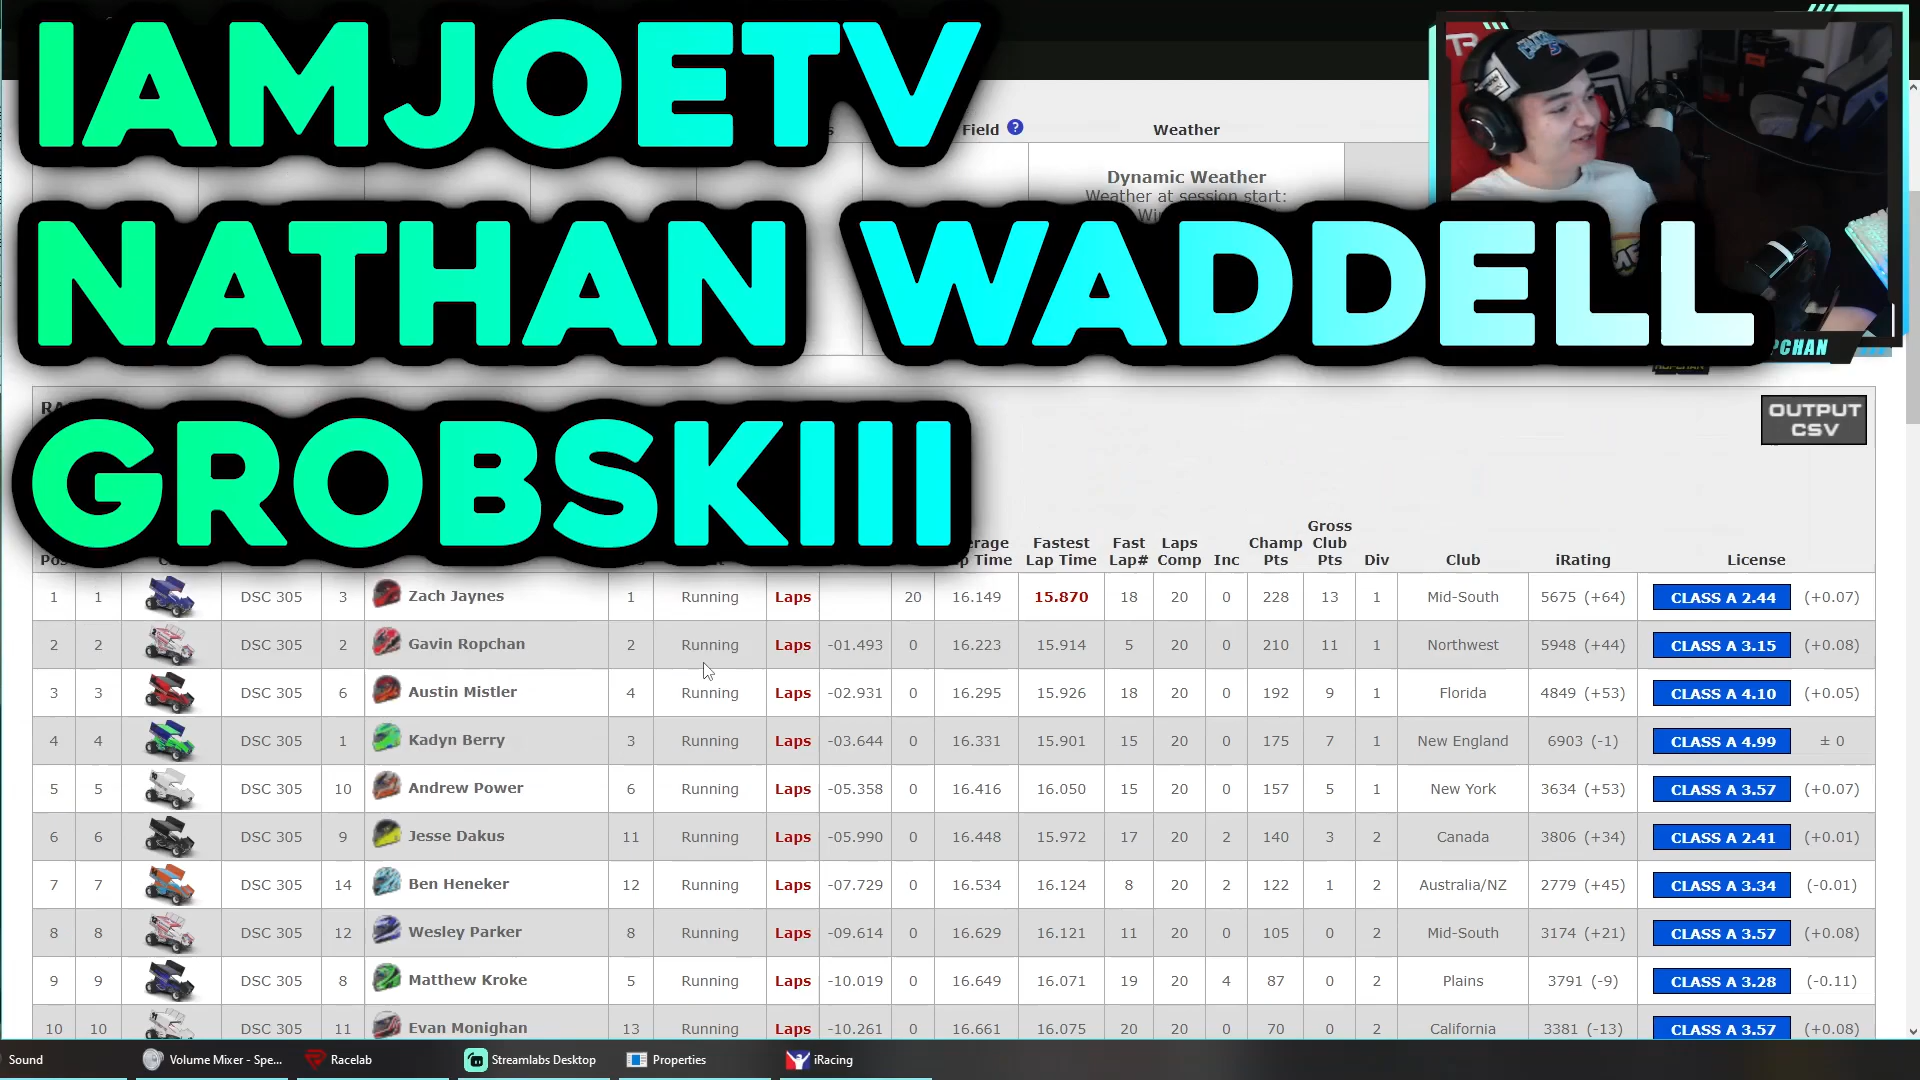 IAMJOETV
NATHAN WADDELL
GROBSKIII
Field ? Weather
Dynamic Weather
Weather at session start:
PCHAN
OUTPUT CSV
Fastest Lap Time Fast Lap# Laps Comp Inc Champ Pts Gross Club Pts Div Club iRating License
1 1 DSC 305 3 Zach Jaynes 1 Running Laps 20 16.149 15.870 18 20 0 228 13 1 Mid-South 5675 (+64) CLASS A 2.44 (+0.07)
2 2 DSC 305 2 Gavin Ropchan 2 Running Laps -01.493 0 16.223 15.914 5 20 0 210 11 1 Northwest 5948 (+44) CLASS A 3.15 (+0.08)
3 3 DSC 305 6 Austin Mistler 4 Running Laps -02.931 0 16.295 15.926 18 20 0 192 9 1 Florida 4849 (+53) CLASS A 4.10 (+0.05)
4 4 DSC 305 1 Kadyn Berry 3 Running Laps -03.644 0 16.331 15.901 15 20 0 175 7 1 New England 6903 (-1) CLASS A 4.99 ± 0
5 5 DSC 305 10 Andrew Power 6 Running Laps -05.358 0 16.416 16.050 15 20 0 157 5 1 New York 3634 (+53) CLASS A 3.57 (+0.07)
6 6 DSC 305 9 Jesse Dakus 11 Running Laps -05.990 0 16.448 15.972 17 20 2 140 3 2 Canada 3806 (+34) CLASS A 2.41 (+0.01)
7 7 DSC 305 14 Ben Heneker 12 Running Laps -07.729 0 16.534 16.124 8 20 2 122 1 2 Australia/NZ 2779 (+45) CLASS A 3.34 (-0.01)
8 8 DSC 305 12 Wesley Parker 8 Running Laps -09.614 0 16.629 16.121 11 20 0 105 0 2 Mid-South 3174 (+21) CLASS A 3.57 (+0.08)
9 9 DSC 305 8 Matthew Kroke 5 Running Laps -10.019 0 16.649 16.071 19 20 4 87 0 2 Plains 3791 (-9) CLASS A 3.28 (-0.11)
10 10 DSC 305 11 Evan Monighan 13 Running Laps -10.261 0 16.661 16.075 20 20 0 70 0 2 California 3381 (-13) CLASS A 3.57 (+0.08)
Sound Volume Mixer - Spe... Racelab Streamlabs Desktop Properties iRacing